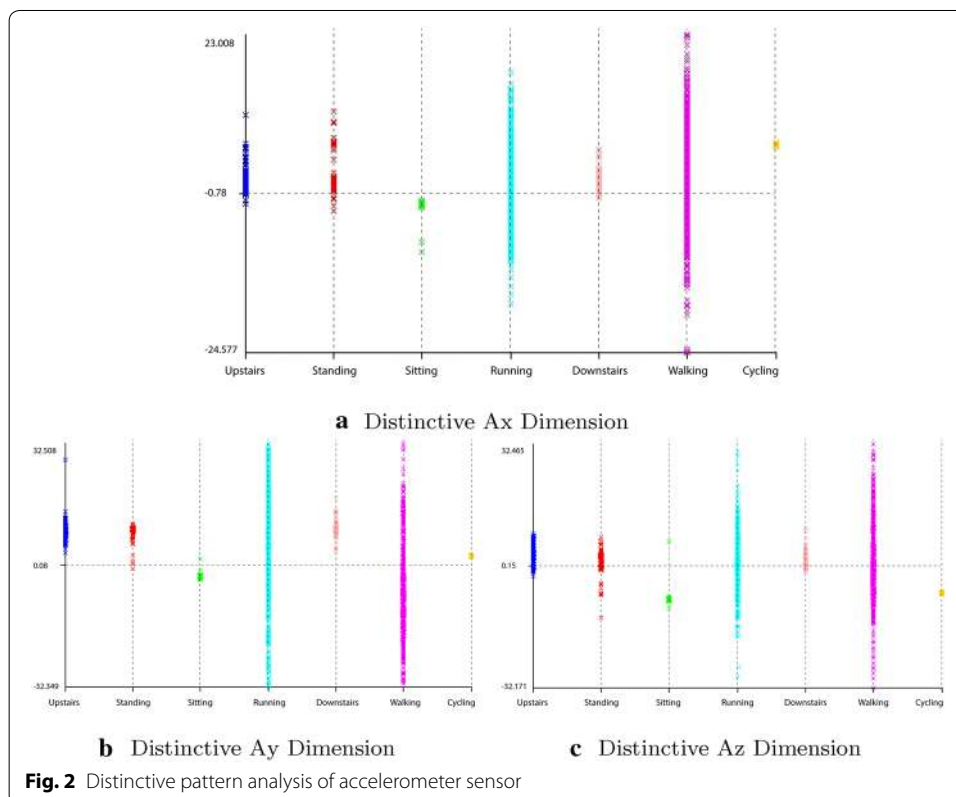 23.008
-0.78
-24.577
Upstairs Standing Sitting Running Downstairs Walking Cycling
a Distinctive Ax Dimension
32.508
0.08
-32.349
Upstairs Standing Sitting Running Downstairs Walking Cycling
b Distinctive Ay Dimension
32.465
0.15
-32.171
Upstairs Standing Sitting Running Downstairs Walking Cycling
c Distinctive Az Dimension
Fig. 2 Distinctive pattern analysis of accelerometer sensor